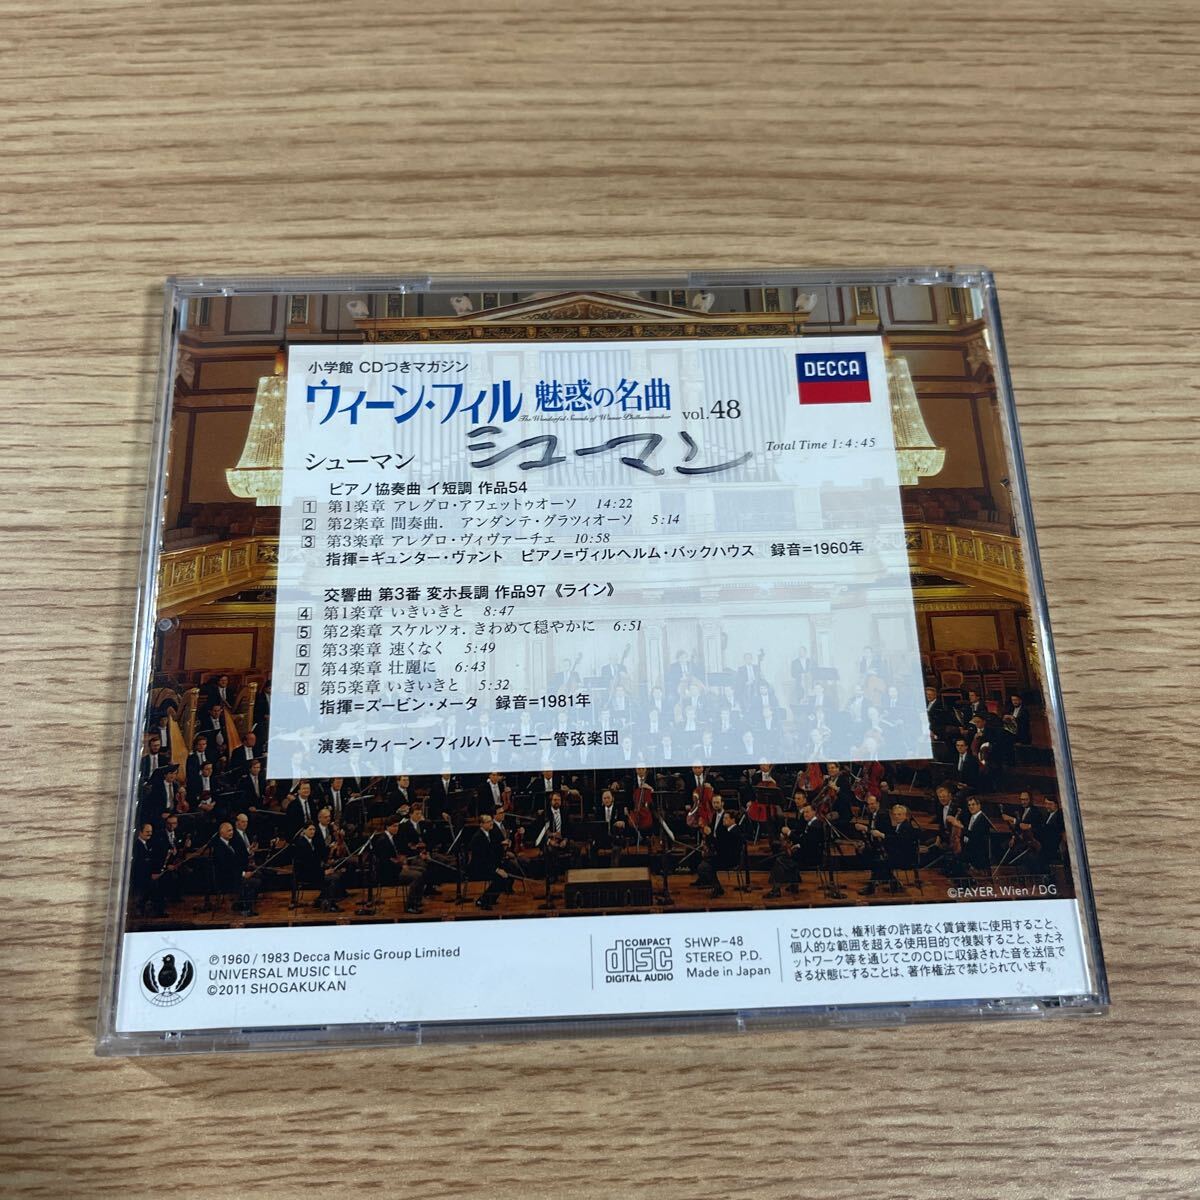 小学館 CDつきマガジン
ウィーン・フィル 魅惑の名曲 vol.48
The Wonderful Sounds of Wiener Philharmoniker
DECCA
シューマン
シューマン
Total Time 1:4:45
ピアノ協奏曲 イ短調 作品54
1 第1楽章 アレグロ・アフェットゥオーソ 14:22
2 第2楽章 間奏曲. アンダンテ・グラツィオーソ 5:14
3 第3楽章 アレグロ・ヴィヴァーチェ 10:58
指揮=ギュンター・ヴァント ピアノ=ヴィルヘルム・バックハウス 録音=1960年
交響曲 第3番 変ホ長調 作品97《ライン》
4 第1楽章 いきいきと 8:47
5 第2楽章 スケルツォ. きわめて穏やかに 6:51
6 第3楽章 速くなく 5:49
7 第4楽章 壮麗に 6:43
8 第5楽章 いきいきと 5:32
指揮=ズービン・メータ 録音=1981年
演奏=ウィーン・フィルハーモニー管弦楽団
©FAYER, Wien / DG
℗1960 / 1983 Decca Music Group Limited
UNIVERSAL MUSIC LLC
©2011 SHOGAKUKAN
COMPACT
disc
DIGITAL AUDIO
SHWP-48
STEREO P.D.
Made in Japan
このCDは、権利者の許諾なく賃貸業に使用すること、
個人的な範囲を超える使用目的で複製すること、またネ
ットワーク等を通じてこのCDに収録された音を送信で
きる状態にすることは、著作権法で禁じられています。